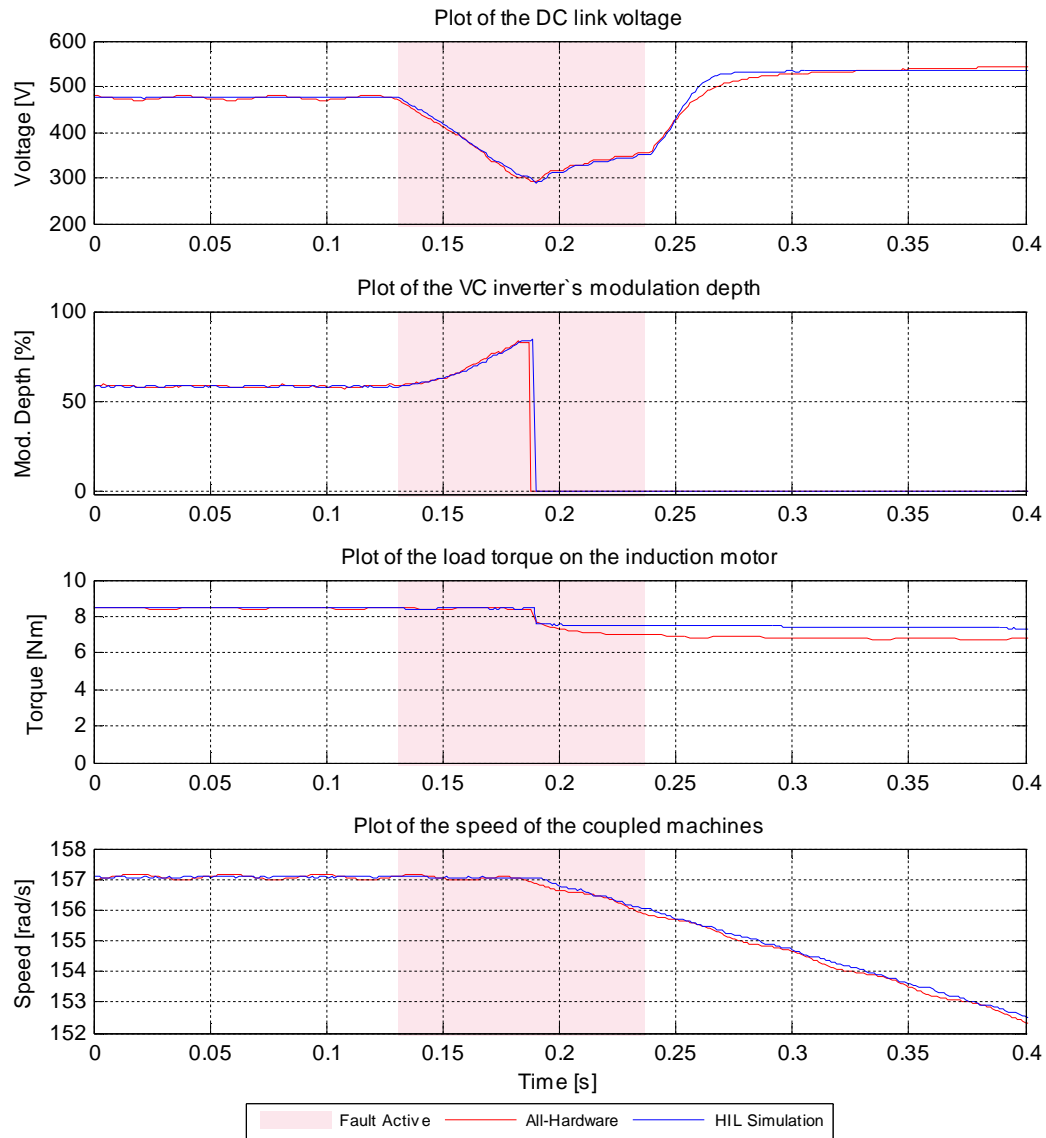 Plot of the DC link voltage
600
500
400
300
200
Voltage [V]
0 0.05 0.1 0.15 0.2 0.25 0.3 0.35 0.4
Plot of the VC inverter`s modulation depth
100
50
0
Mod. Depth [%]
0 0.05 0.1 0.15 0.2 0.25 0.3 0.35 0.4
Plot of the load torque on the induction motor
10
8
6
4
2
0
Torque [Nm]
0 0.05 0.1 0.15 0.2 0.25 0.3 0.35 0.4
Plot of the speed of the coupled machines
158
157
156
155
154
153
152
Speed [rad/s]
0 0.05 0.1 0.15 0.2 0.25 0.3 0.35 0.4
Time [s]
Fault Active All-Hardware HIL Simulation